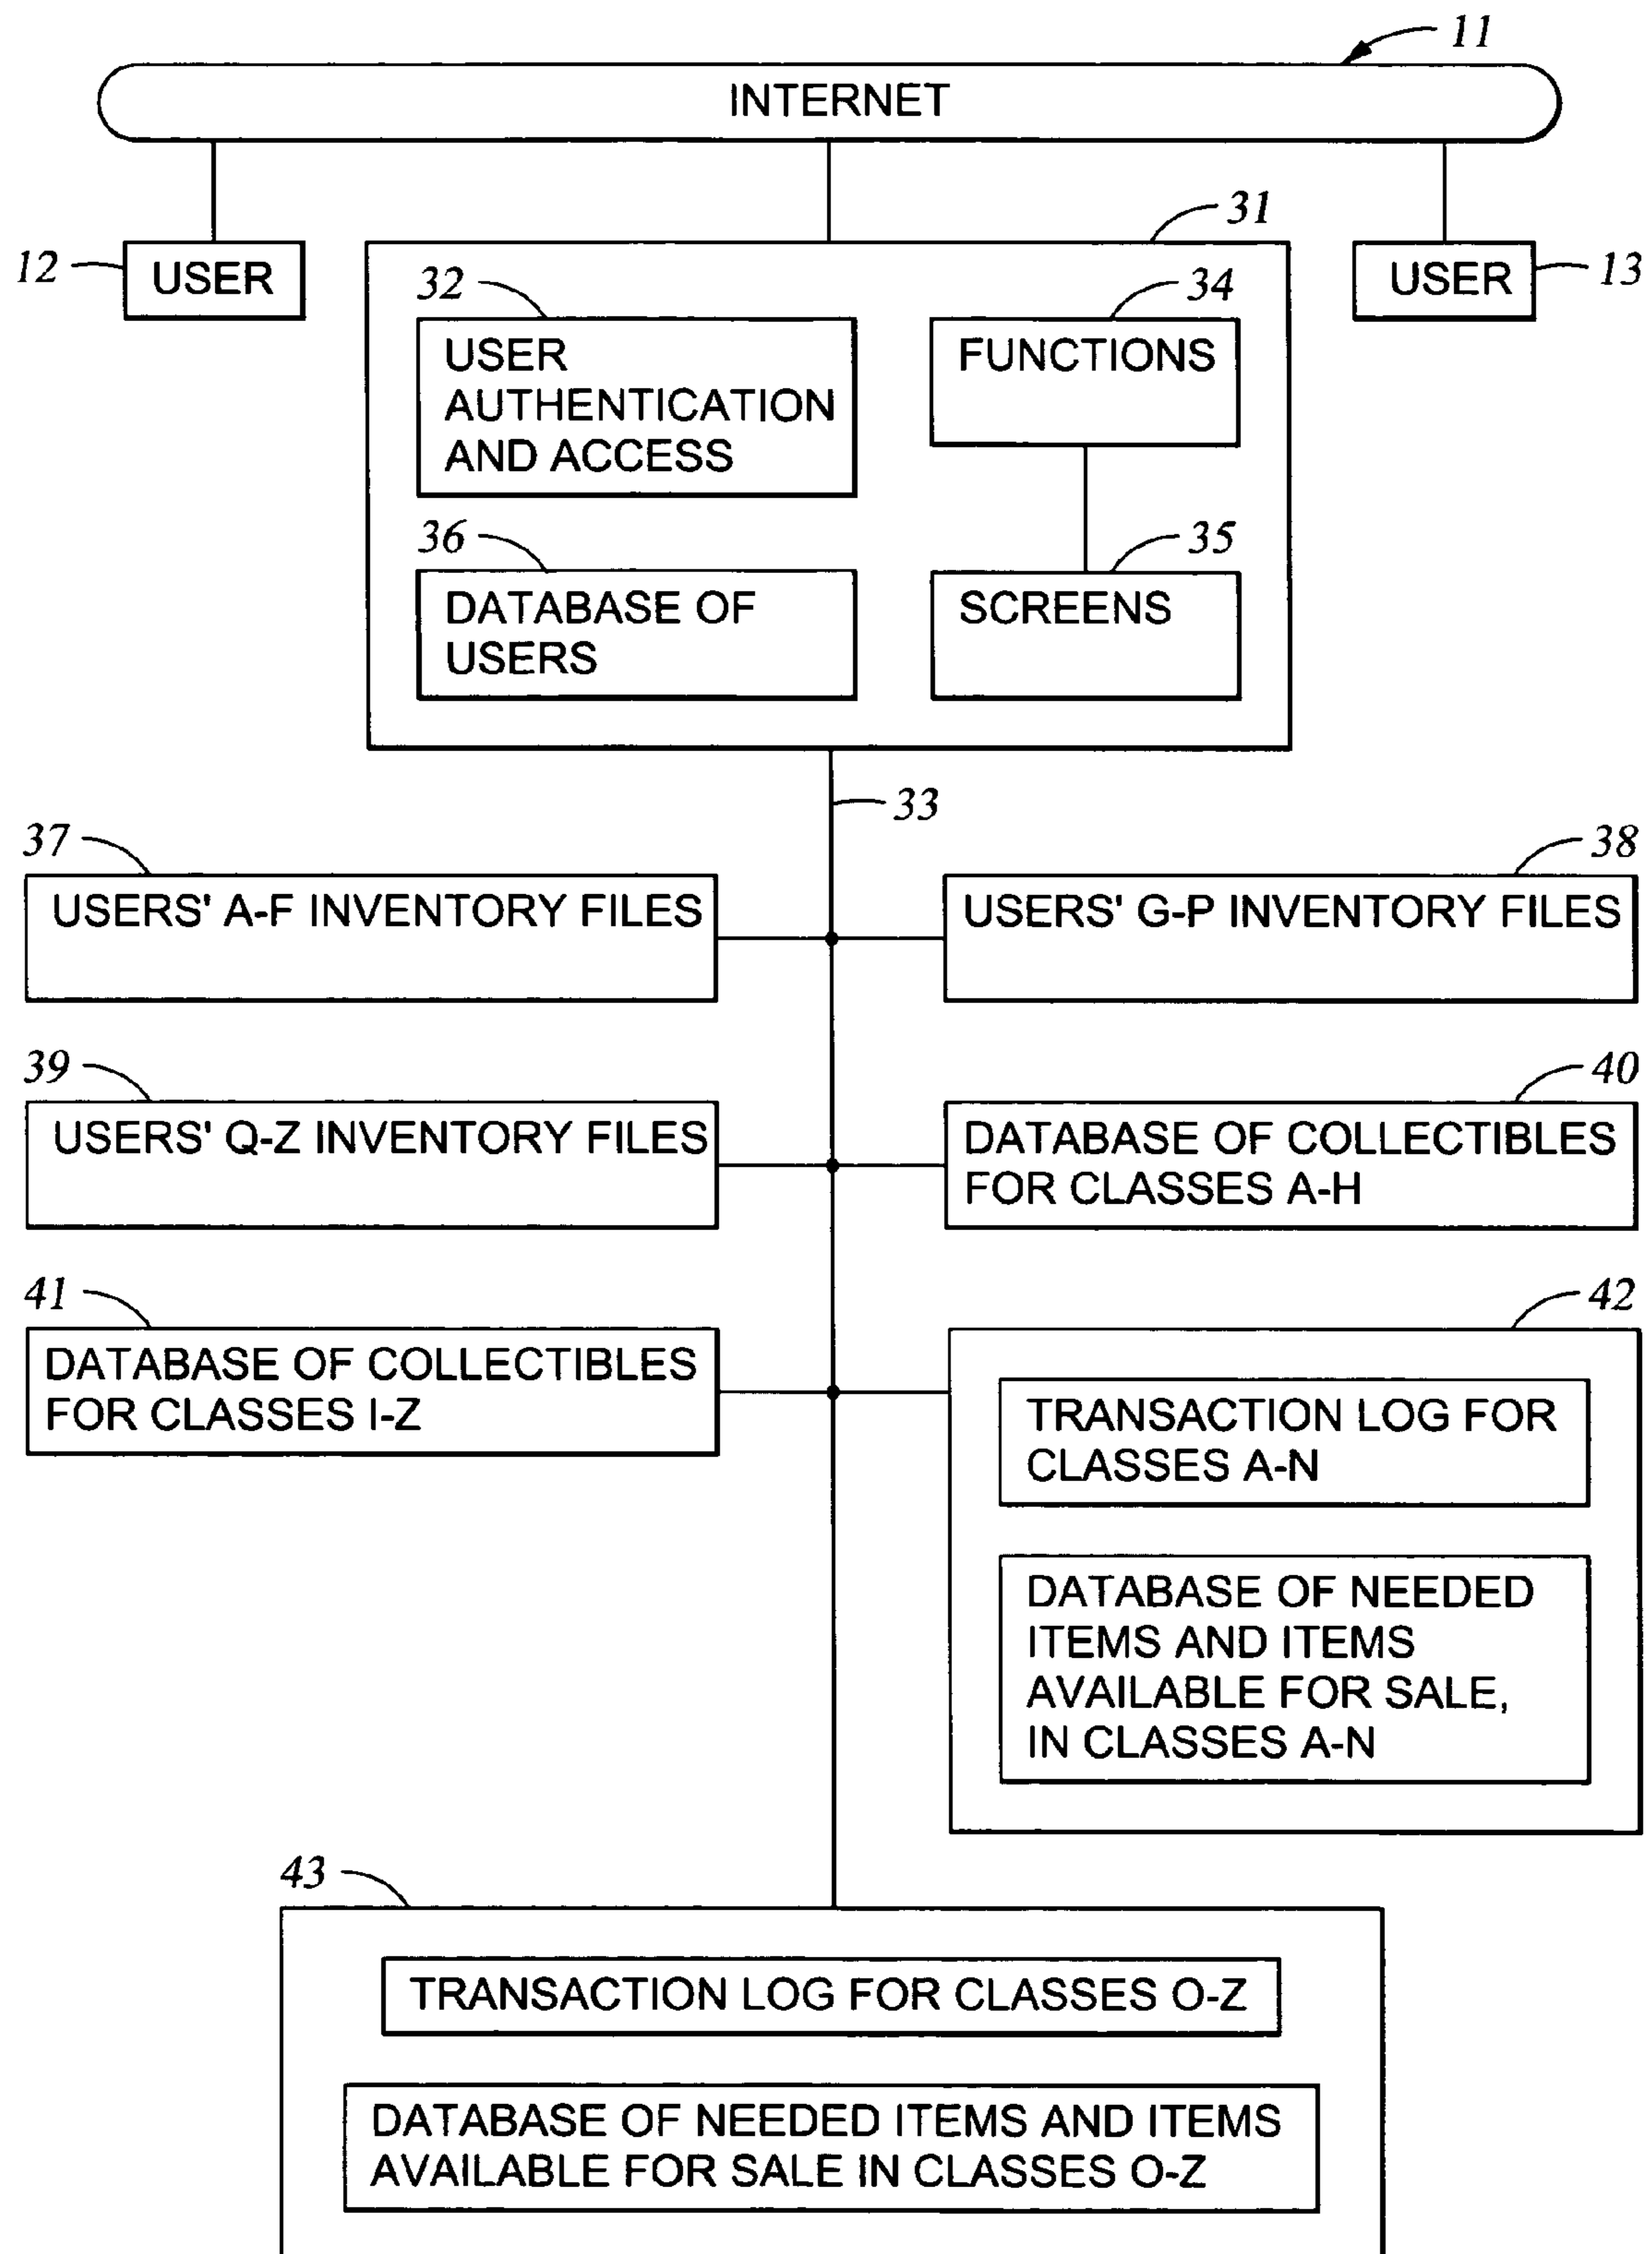 11
INTERNET
31
12
USER
13
USER
32
34
USER
AUTHENTICATION
AND ACCESS
FUNCTIONS
36
35
DATABASE OF
USERS
SCREENS
33
37
38
USERS' A-F INVENTORY FILES
USERS' G-P INVENTORY FILES
39
40
USERS' Q-Z INVENTORY FILES
DATABASE OF COLLECTIBLES
FOR CLASSES A-H
41
42
DATABASE OF COLLECTIBLES
FOR CLASSES I-Z
TRANSACTION LOG FOR
CLASSES A-N
DATABASE OF NEEDED
ITEMS AND ITEMS
AVAILABLE FOR SALE,
IN CLASSES A-N
43
TRANSACTION LOG FOR CLASSES O-Z
DATABASE OF NEEDED ITEMS AND ITEMS
AVAILABLE FOR SALE IN CLASSES O-Z